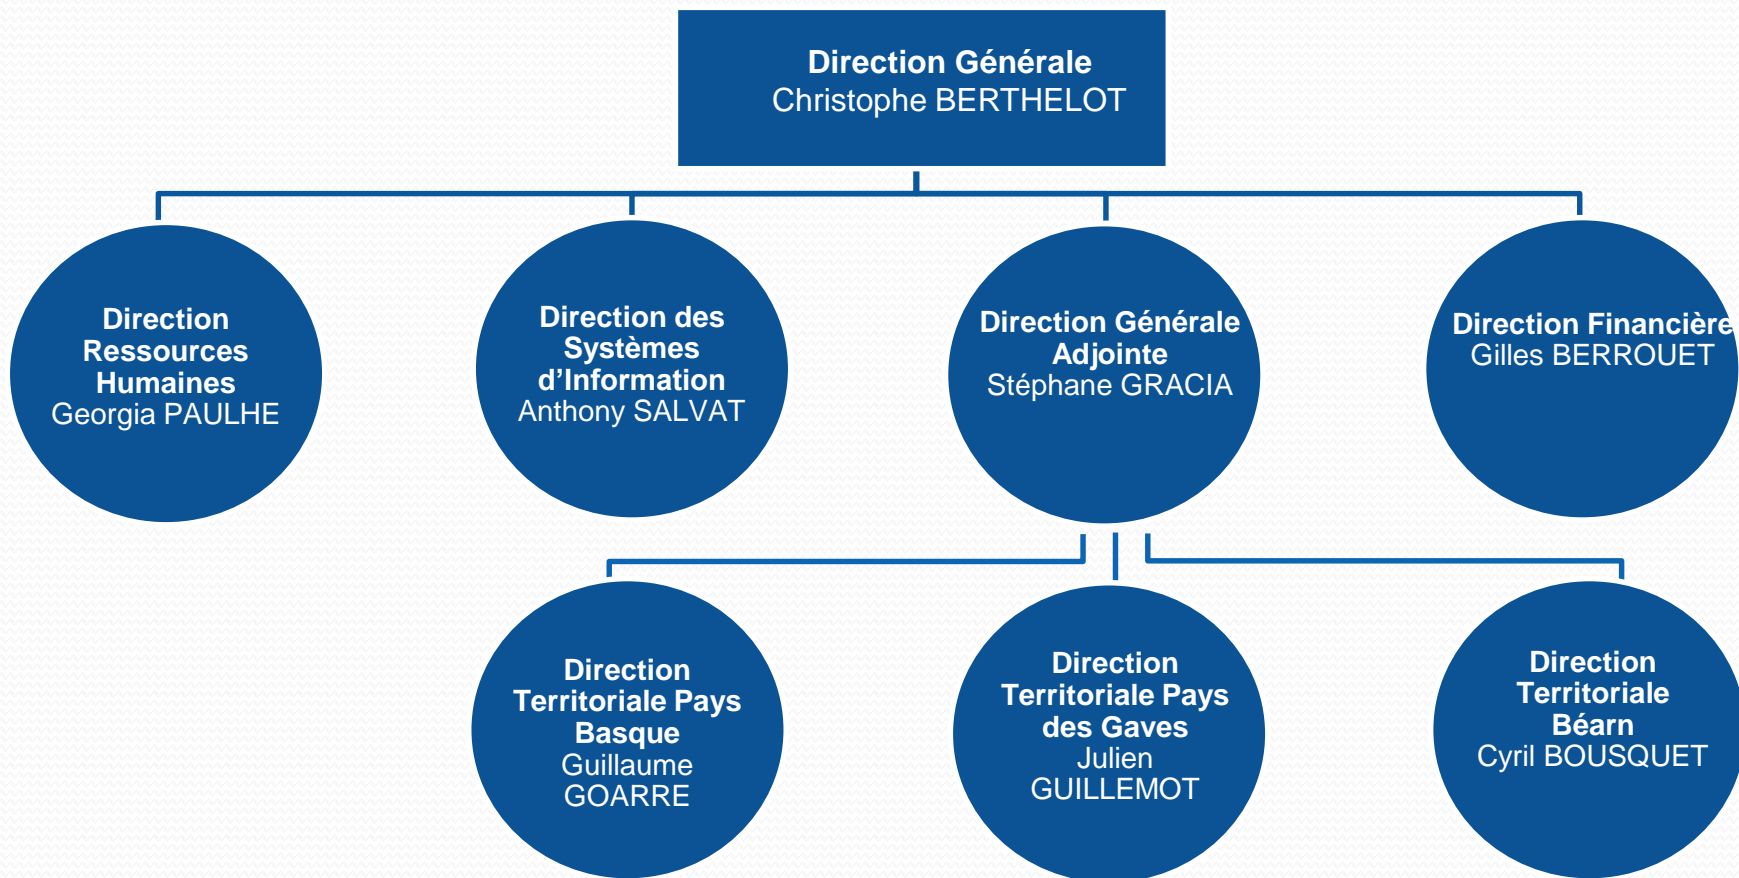 Direction Générale
Christophe BERTHELOT
Direction
Ressources
Humaines
Georgia PAULHE
Direction des
Systèmes
d’Information
Anthony SALVAT
Direction Générale
Adjointe
Stéphane GRACIA
Direction Financière
Gilles BERROUET
Direction
Territoriale Pays
Basque
Guillaume
GOARRE
Direction
Territoriale Pays
des Gaves
Julien
GUILLEMOT
Direction
Territoriale
Béarn
Cyril BOUSQUET